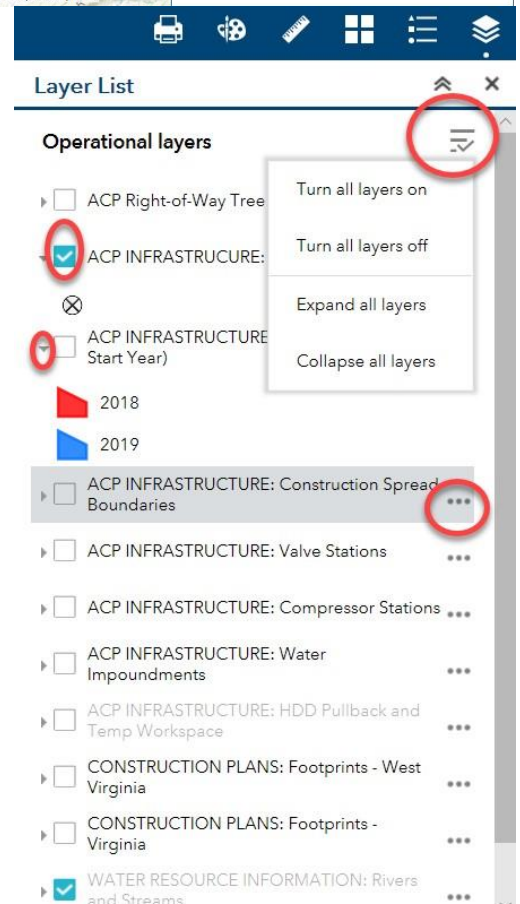 Layer List
Operational layers
Turn all layers on
Turn all layers off
Expand all layers
Collapse all layers
ACP Right-of-Way Tree
ACP INFRASTRUCURE:
ACP INFRASTRUCTURE
Start Year)
2018
2019
ACP INFRASTRUCTURE: Construction Spread
Boundaries
ACP INFRASTRUCTURE: Valve Stations
ACP INFRASTRUCTURE: Compressor Stations
ACP INFRASTRUCTURE: Water
Impoundments
ACP INFRASTRUCTURE: HDD Pullback and
Temp Workspace
CONSTRUCTION PLANS: Footprints - West
Virginia
CONSTRUCTION PLANS: Footprints -
Virginia
WATER RESOURCE INFORMATION: Rivers
and Streams